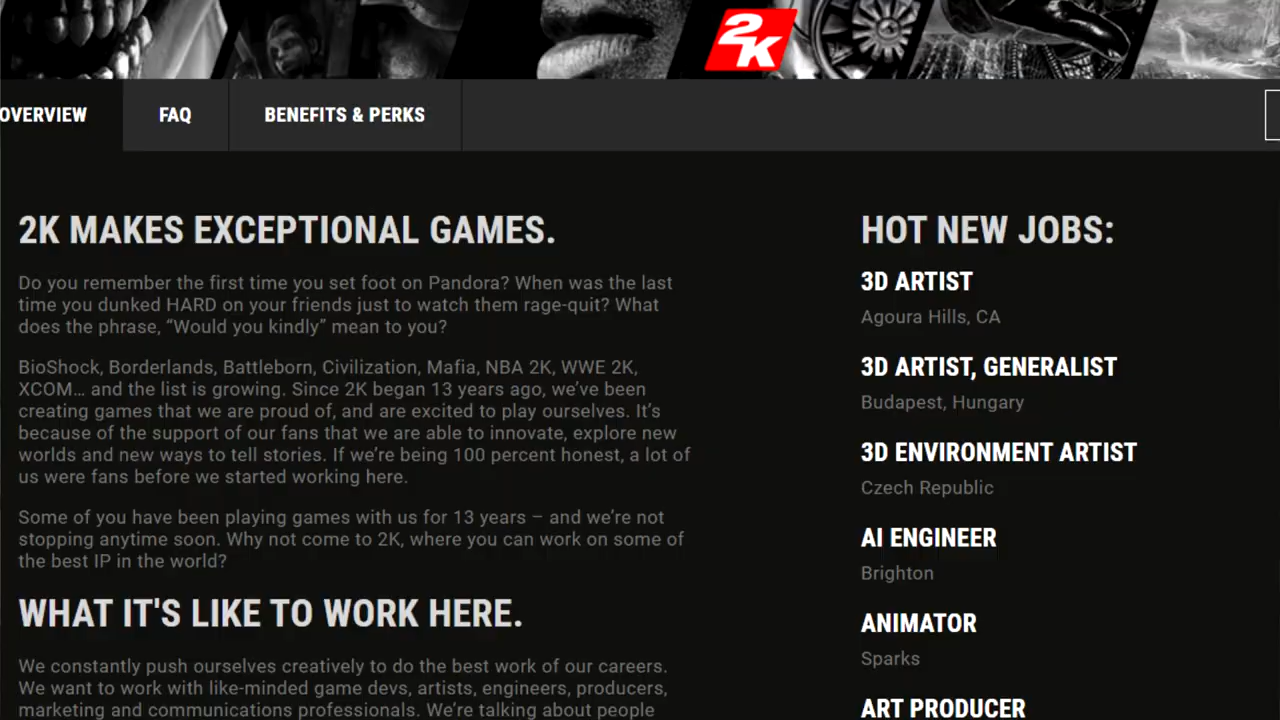 2K
OVERVIEW
FAQ
BENEFITS & PERKS
2K MAKES EXCEPTIONAL GAMES.
Do you remember the first time you set foot on Pandora? When was the last
time you dunked HARD on your friends just to watch them rage-quit? What
does the phrase, “Would you kindly” mean to you?
BioShock, Borderlands, Battleborn, Civilization, Mafia, NBA 2K, WWE 2K,
XCOM… and the list is growing. Since 2K began 13 years ago, we’ve been
creating games that we are proud of, and are excited to play ourselves. It’s
because of the support of our fans that we are able to innovate, explore new
worlds and new ways to tell stories. If we’re being 100 percent honest, a lot of
us were fans before we started working here.
Some of you have been playing games with us for 13 years – and we’re not
stopping anytime soon. Why not come to 2K, where you can work on some of
the best IP in the world?
WHAT IT'S LIKE TO WORK HERE.
We constantly push ourselves creatively to do the best work of our careers.
We want to work with like-minded game devs, artists, engineers, producers,
marketing and communications professionals. We’re talking about people
HOT NEW JOBS:
3D ARTIST
Agoura Hills, CA
3D ARTIST, GENERALIST
Budapest, Hungary
3D ENVIRONMENT ARTIST
Czech Republic
AI ENGINEER
Brighton
ANIMATOR
Sparks
ART PRODUCER